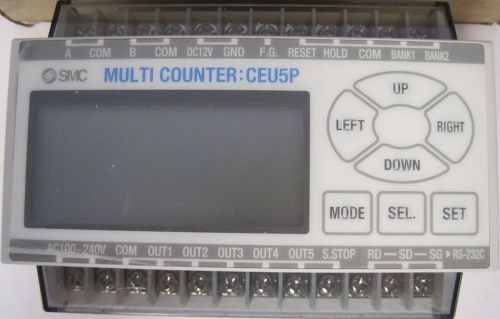 A COM B COM DC12V GND F.G. RESET HOLD COM BANK1 BANK2
SMC MULTI COUNTER:CEU5P
UP
LEFT RIGHT
DOWN
MODE SEL. SET
AC100~240V COM OUT1 OUT2 OUT3 OUT4 OUT5 S.STOP RD SD SG ▶RS-232C